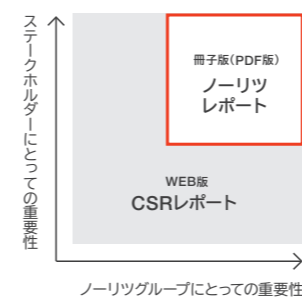 ステークホルダーにとっての重要性
冊子版（PDF版）
ノーリツ
レポート
WEB版
CSRレポート
ノーリツグループにとっての重要性